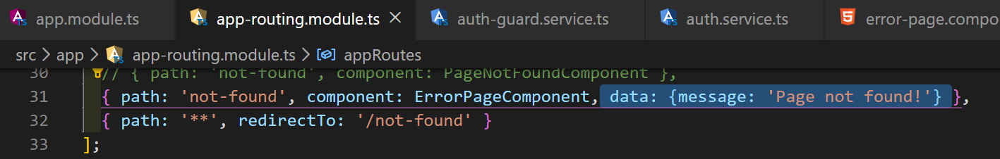 app.module.ts app-routing.module.ts auth-guard.service.ts auth.service.ts error-page.compo
src > app > app-routing.module.ts > appRoutes
30 // { path: 'not-found', component: PageNotFoundComponent },
31 { path: 'not-found', component: ErrorPageComponent, data: {message: 'Page not found!'} },
32 { path: '**', redirectTo: '/not-found' }
33 ];